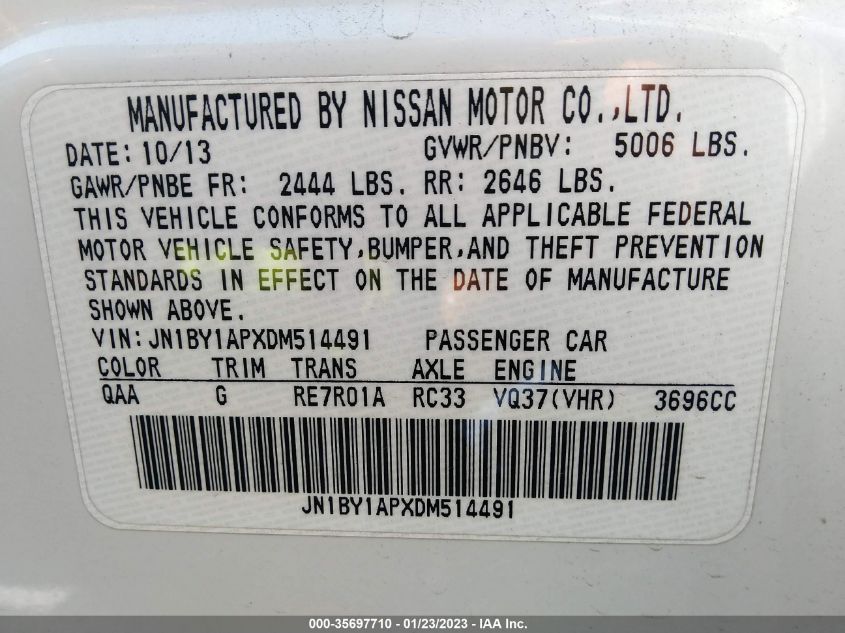 MANUFACTURED BY NISSAN MOTOR CO.,LTD.
DATE: 10/13 GVWR/PNBV: 5006 LBS.
GAWR/PNBE FR: 2444 LBS. RR: 2646 LBS.
THIS VEHICLE CONFORMS TO ALL APPLICABLE FEDERAL
MOTOR VEHICLE SAFETY,BUMPER,AND THEFT PREVENTION
STANDARDS IN EFFECT ON THE DATE OF MANUFACTURE
SHOWN ABOVE.
VIN:JN1BY1APXDM514491 PASSENGER CAR
COLOR TRIM TRANS AXLE ENGINE
QAA G RE7R01A RC33 VQ37(VHR) 3696CC
JN1BY1APXDM514491
000-35697710 - 01/23/2023 - IAA Inc.